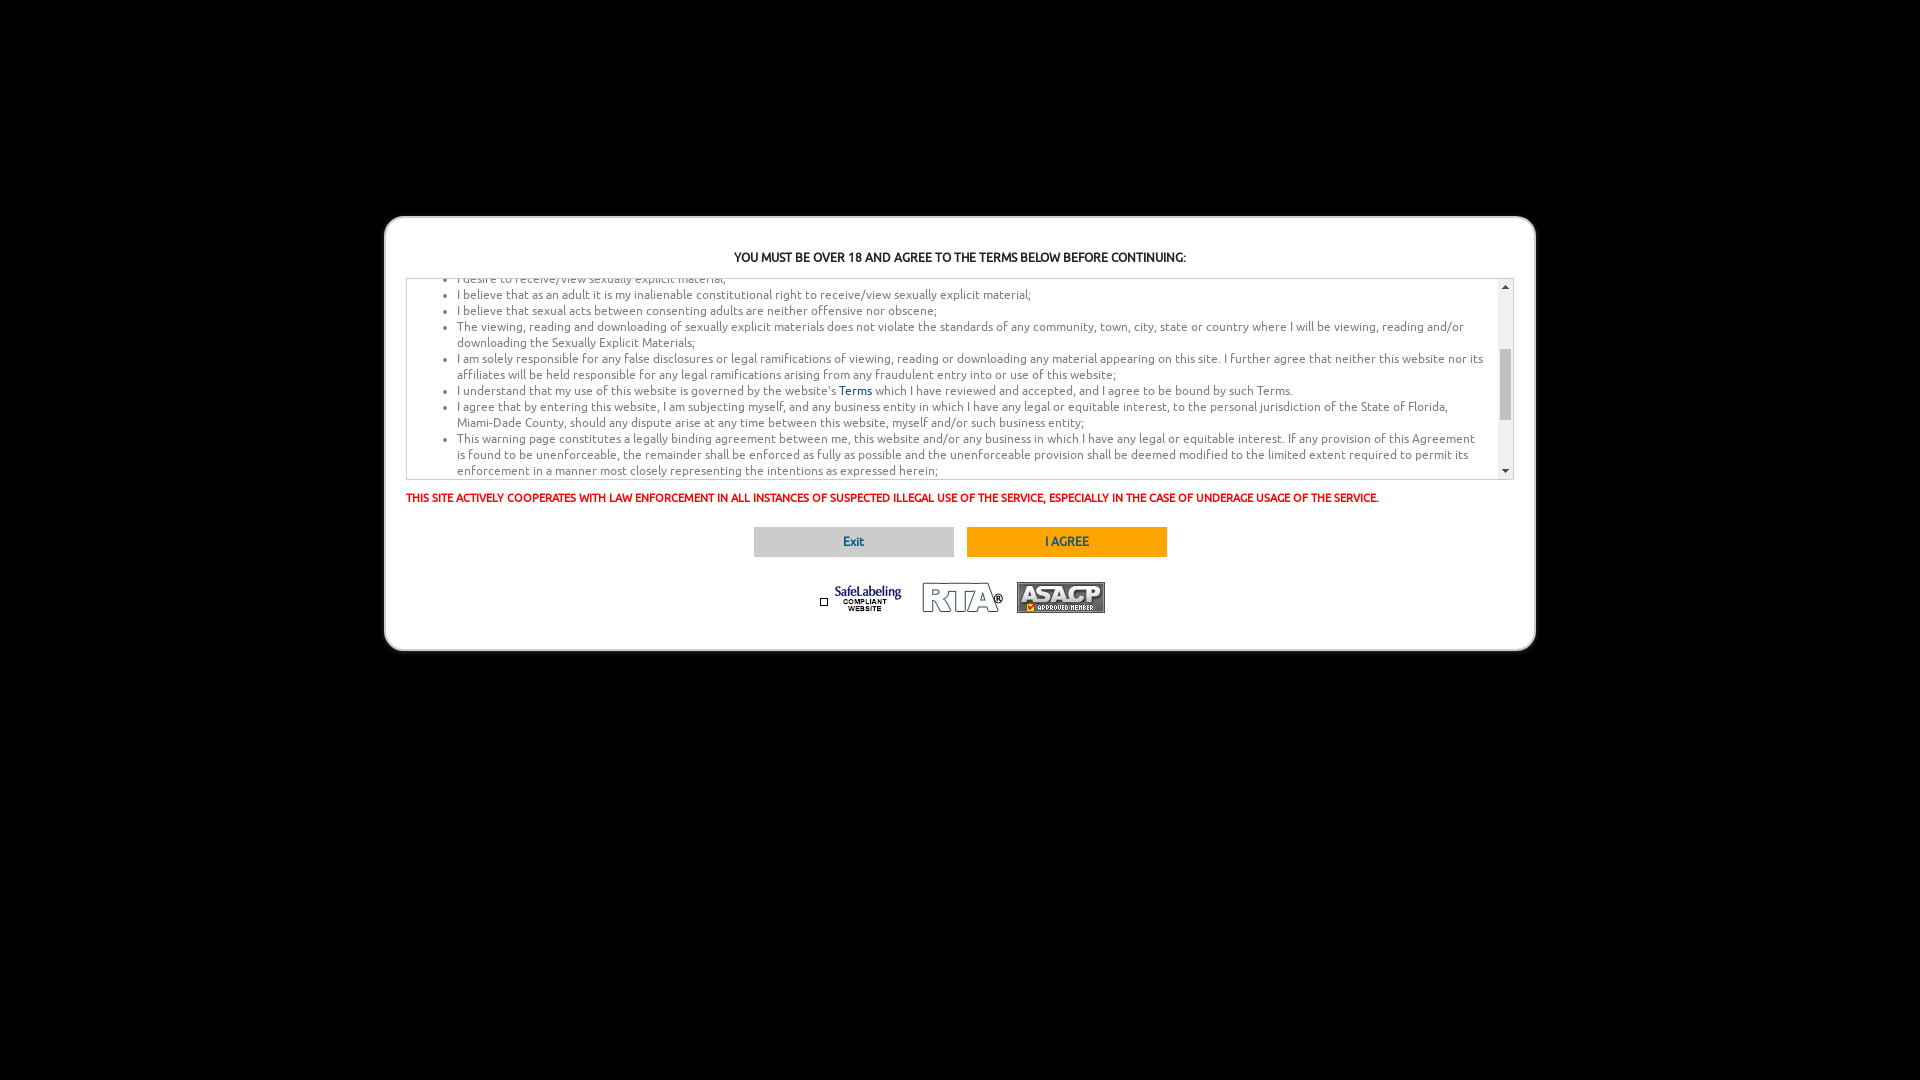 YOU MUST BE OVER 18 AND AGREE TO THE TERMS BELOW BEFORE CONTINUING:
I desire to receive/view sexually explicit material;
I believe that as an adult it is my inalienable constitutional right to receive/view sexually explicit material;
I believe that sexual acts between consenting adults are neither offensive nor obscene;
The viewing, reading and downloading of sexually explicit materials does not violate the standards of any community, town, city, state or country where I will be viewing, reading and/or
downloading the Sexually Explicit Materials;
I am solely responsible for any false disclosures or legal ramifications of viewing, reading or downloading any material appearing on this site. I further agree that neither this website nor its
affiliates will be held responsible for any legal ramifications arising from any fraudulent entry into or use of this website;
I understand that my use of this website is governed by the website's Terms which I have reviewed and accepted, and I agree to be bound by such Terms.
I agree that by entering this website, I am subjecting myself, and any business entity in which I have any legal or equitable interest, to the personal jurisdiction of the State of Florida,
Miami-Dade County, should any dispute arise at any time between this website, myself and/or such business entity;
This warning page constitutes a legally binding agreement between me, this website and/or any business in which I have any legal or equitable interest. If any provision of this Agreement
is found to be unenforceable, the remainder shall be enforced as fully as possible and the unenforceable provision shall be deemed modified to the limited extent required to permit its
enforcement in a manner most closely representing the intentions as expressed herein;
THIS SITE ACTIVELY COOPERATES WITH LAW ENFORCEMENT IN ALL INSTANCES OF SUSPECTED ILLEGAL USE OF THE SERVICE, ESPECIALLY IN THE CASE OF UNDERAGE USAGE OF THE SERVICE.
Exit
I AGREE
SafeLabeling
COMPLIANT
WEBSITE
RTA®
ASACP
APPROVED MEMBER